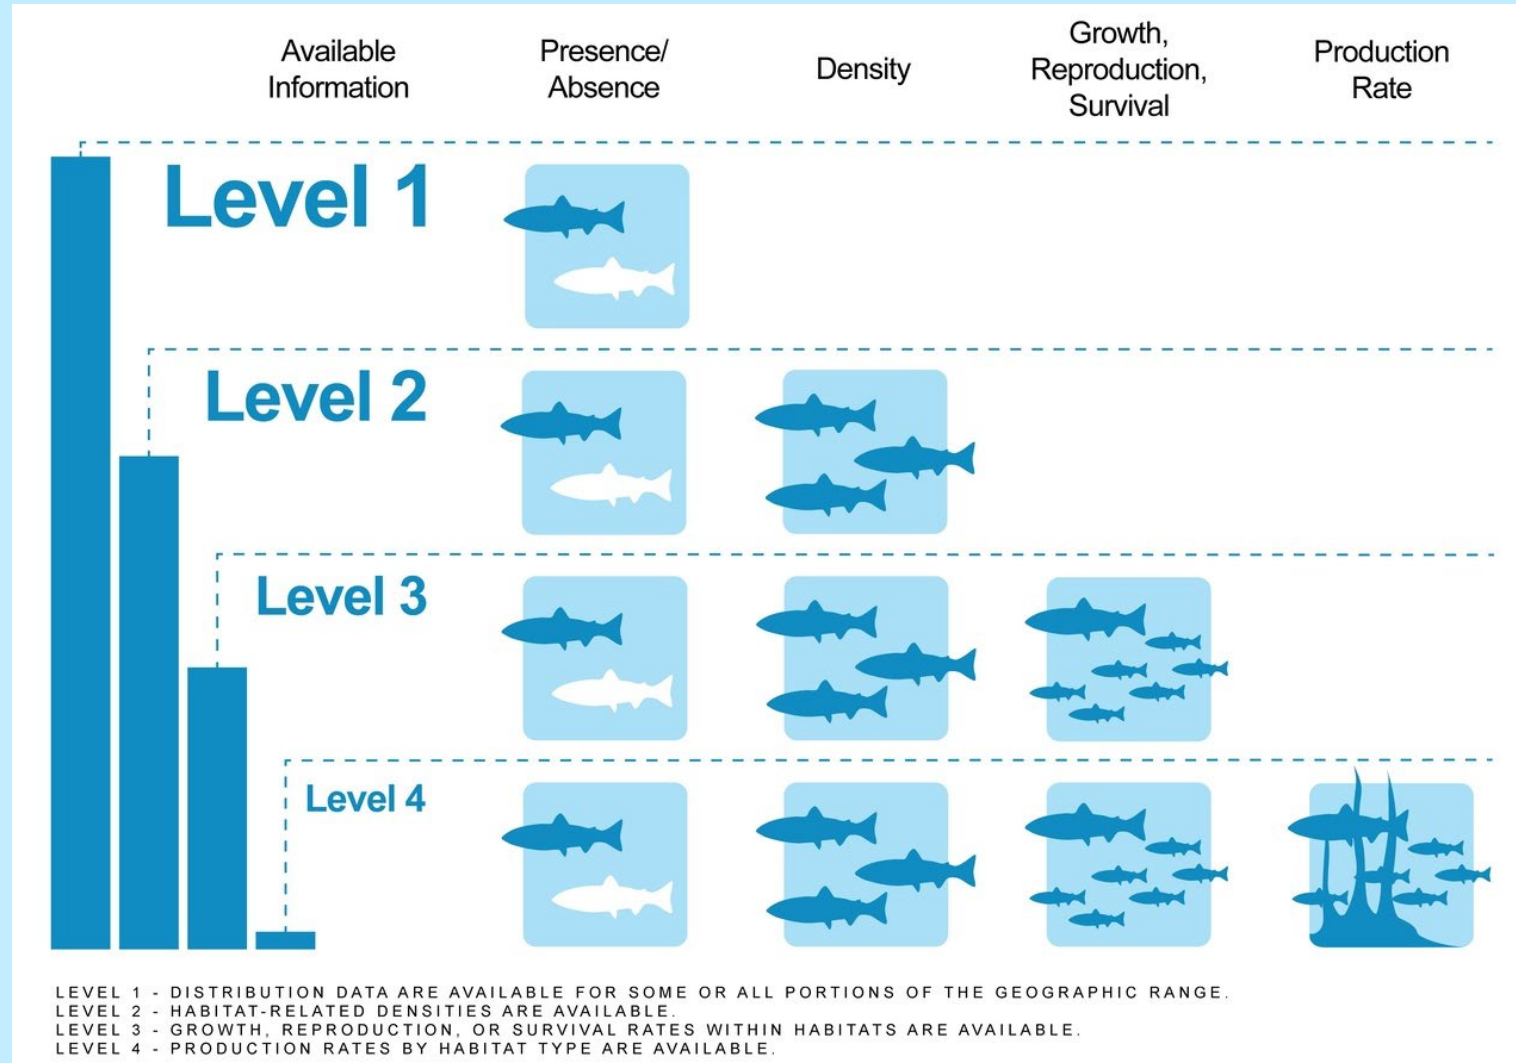 Available
Information
Presence/
Absence
Density
Growth,
Reproduction,
Survival
Production
Rate
Level 1
Level 2
Level 3
Level 4
LEVEL 1 - DISTRIBUTION DATA ARE AVAILABLE FOR SOME OR ALL PORTIONS OF THE GEOGRAPHIC RANGE.
LEVEL 2 - HABITAT-RELATED DENSITIES ARE AVAILABLE.
LEVEL 3 - GROWTH, REPRODUCTION, OR SURVIVAL RATES WITHIN HABITATS ARE AVAILABLE.
LEVEL 4 - PRODUCTION RATES BY HABITAT TYPE ARE AVAILABLE.